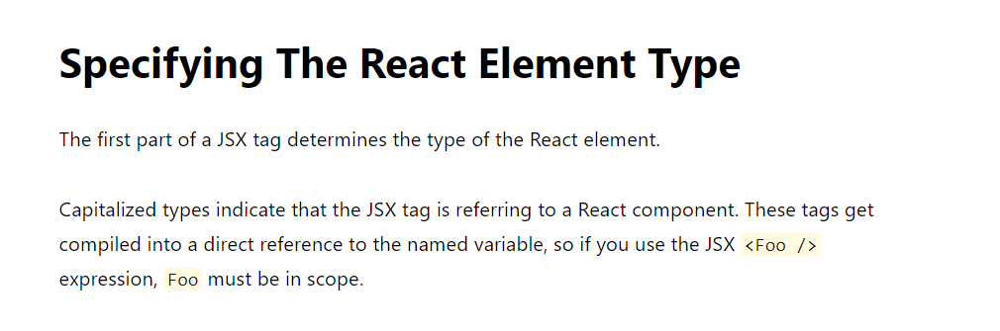 Specifying The React Element Type
The first part of a JSX tag determines the type of the React element.
Capitalized types indicate that the JSX tag is referring to a React component. These tags get
compiled into a direct reference to the named variable, so if you use the JSX <Foo />
expression, Foo must be in scope.